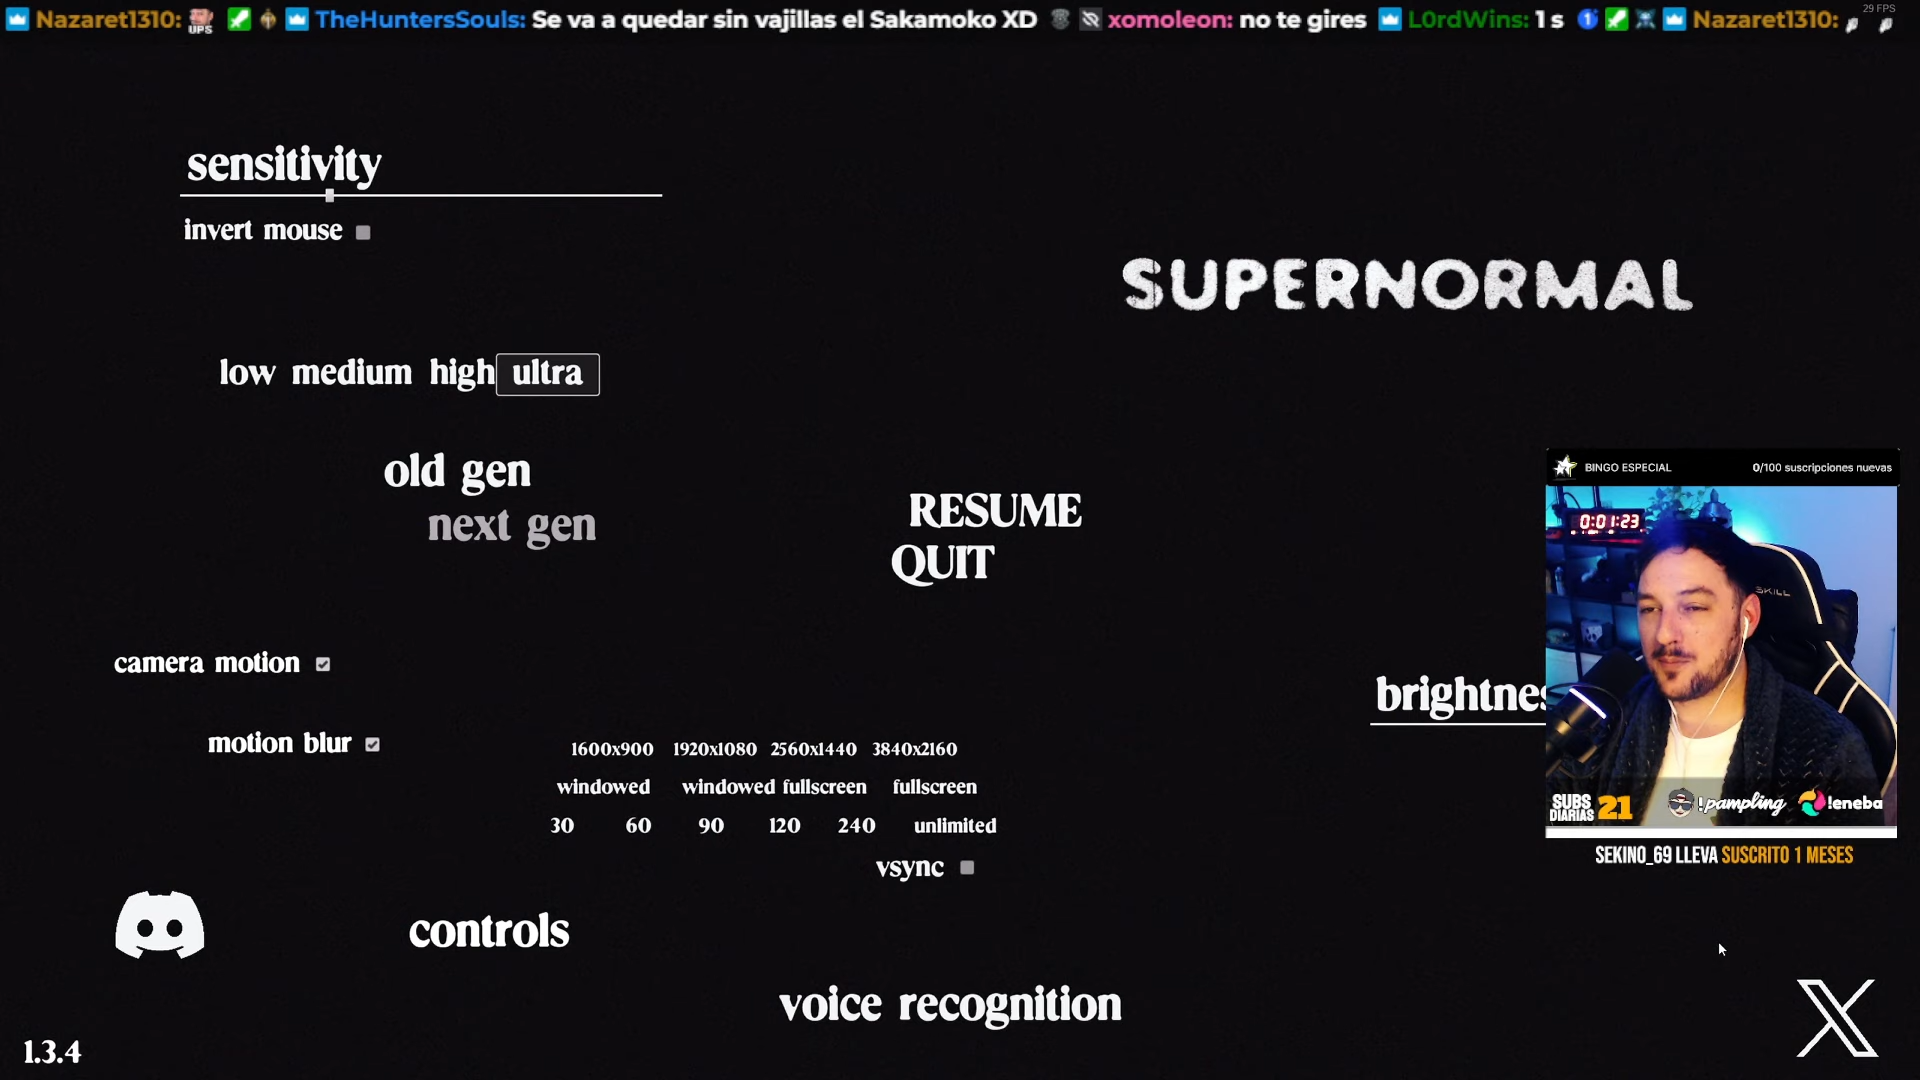 Nazaret1310: UPS TheHuntersSouls: Se va a quedar sin vajillas el Sakamoko XD xomoleon: no te gires L0rdWins: 1 s 1 Nazaret1310:
29 FPS
sensitivity
invert mouse
SUPERNORMAL
low medium high ultra
old gen
next gen
RESUME
QUIT
BINGO ESPECIAL 0/100 suscripciones nuevas
0:01:23
SKILL
camera motion
brightnes
motion blur
1600x900 1920x1080 2560x1440 3840x2160
windowed windowed fullscreen fullscreen
30 60 90 120 240 unlimited
vsync
SUBS DIARIAS 21 !pampling !eneba
SEKINO_69 LLEVA SUSCRITO 1 MESES
controls
voice recognition
1.3.4